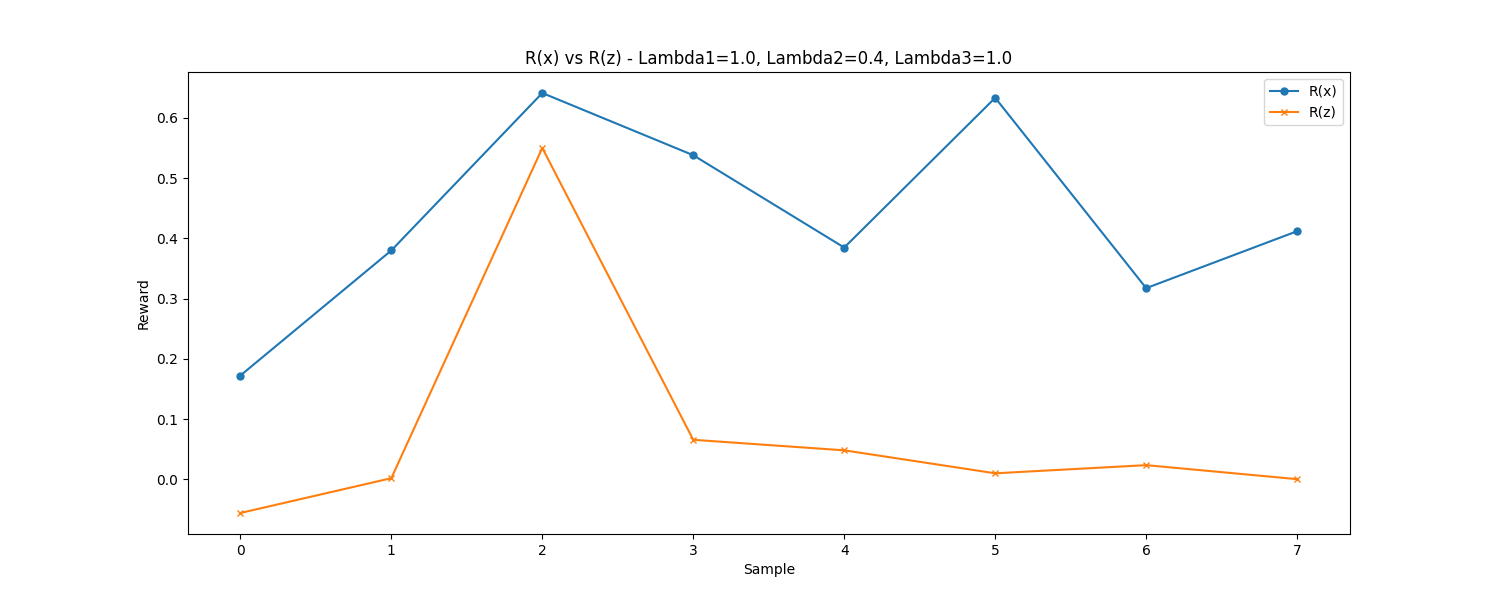 R(x) vs R(z) - Lambda1=1.0, Lambda2=0.4, Lambda3=1.0
R(x)
R(z)
0.6
0.5
0.4
0.3
0.2
0.1
0.0
Reward
0 1 2 3 4 5 6 7
Sample